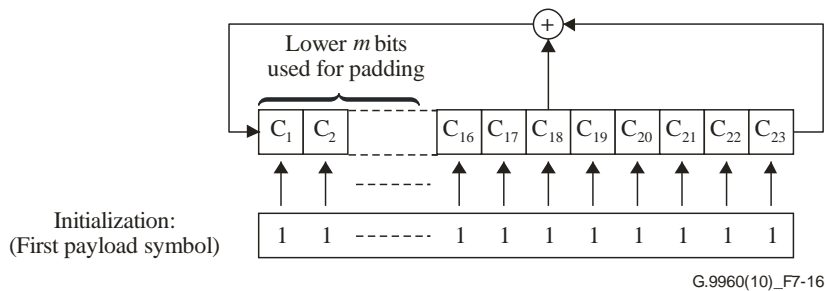 +
Lower m bits
used for padding
C1 C2 C16 C17 C18 C19 C20 C21 C22 C23
Initialization:
(First payload symbol)
1 1 1 1 1 1 1 1 1 1
G.9960(10)_F7-16